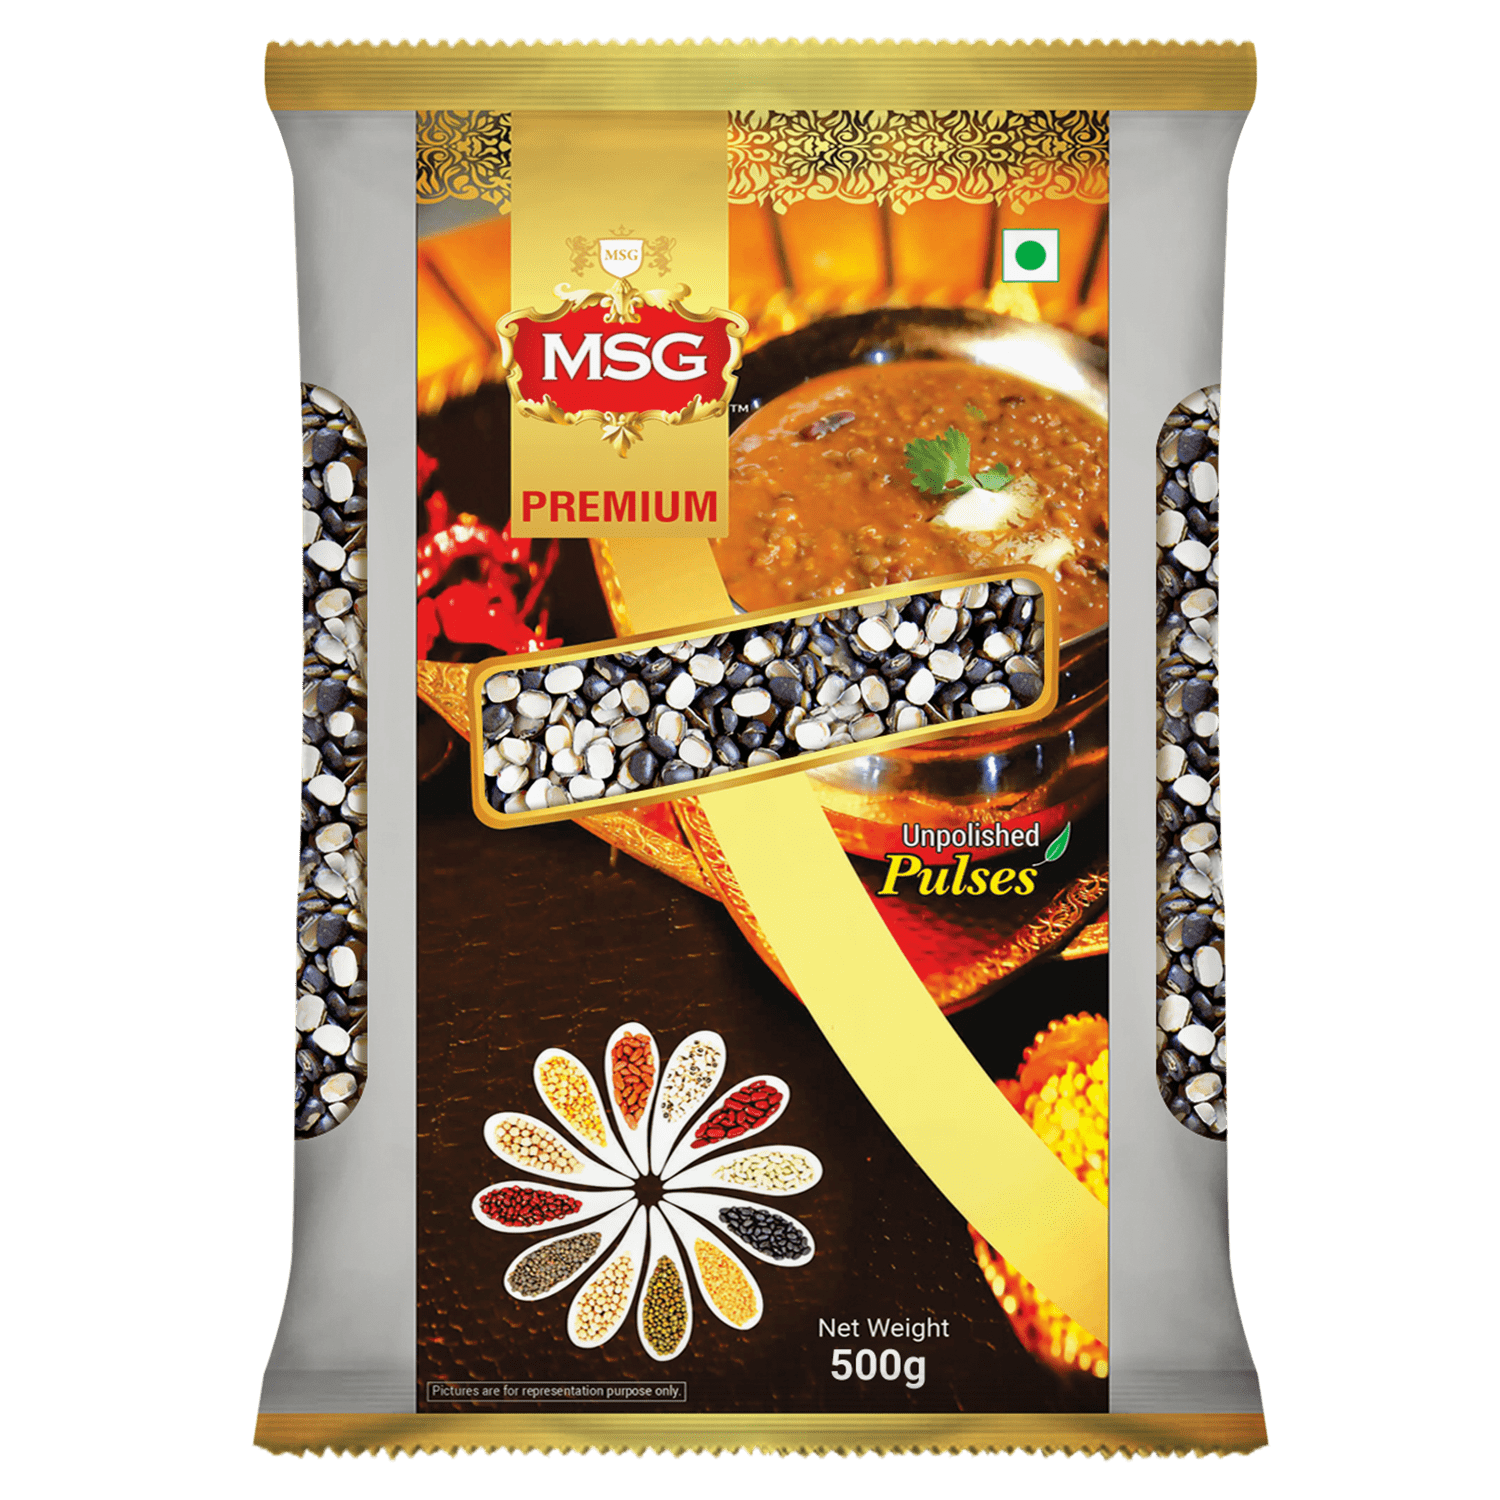 MSG
MSG
TM
PREMIUM
Unpolished
Pulses
Net Weight
500g
Pictures are for representation purpose only.